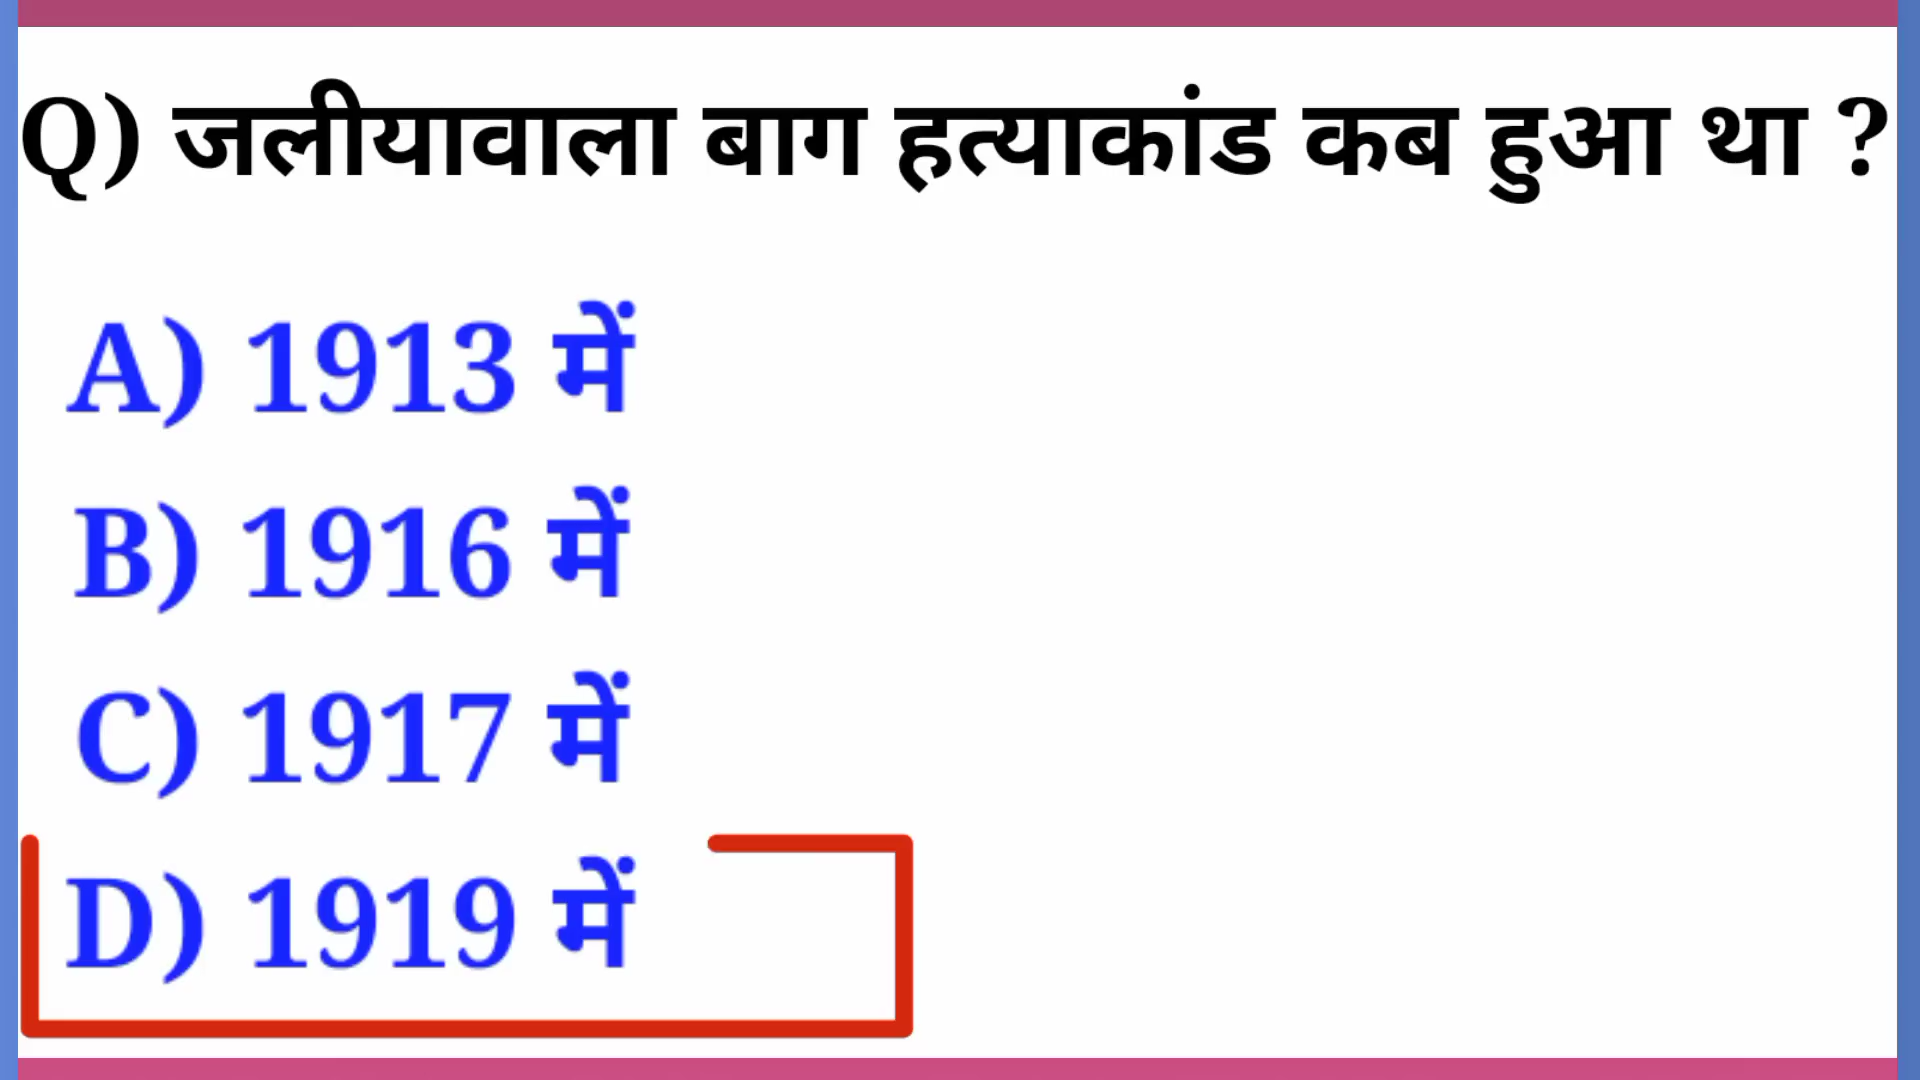 Q) जलीयावाला बाग हत्याकांड कब हुआ था ?
A) 1913 में
B) 1916 में
C) 1917 में
D) 1919 में